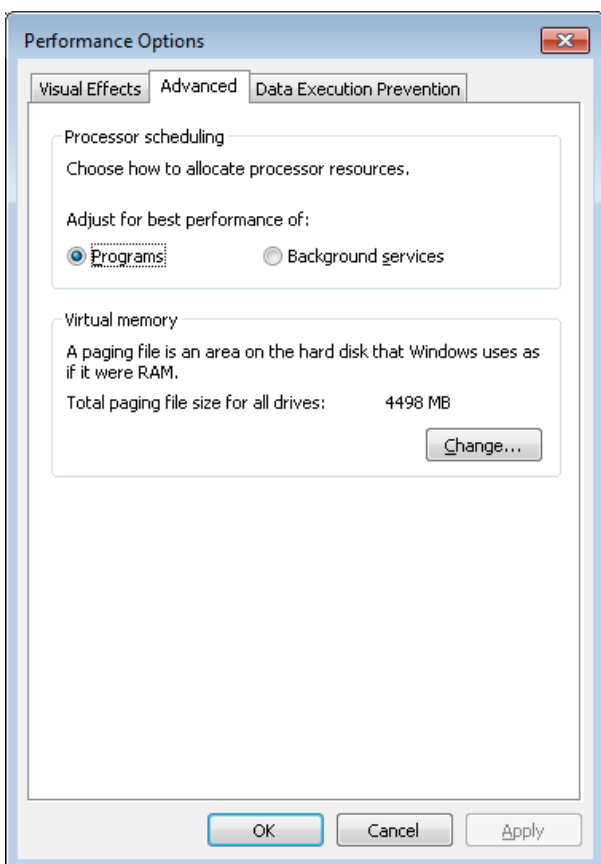 Performance Options
Visual Effects Advanced Data Execution Prevention
Processor scheduling
Choose how to allocate processor resources.
Adjust for best performance of:
Programs Background services
Virtual memory
A paging file is an area on the hard disk that Windows uses as
if it were RAM.
Total paging file size for all drives: 4498 MB
Change...
OK Cancel Apply